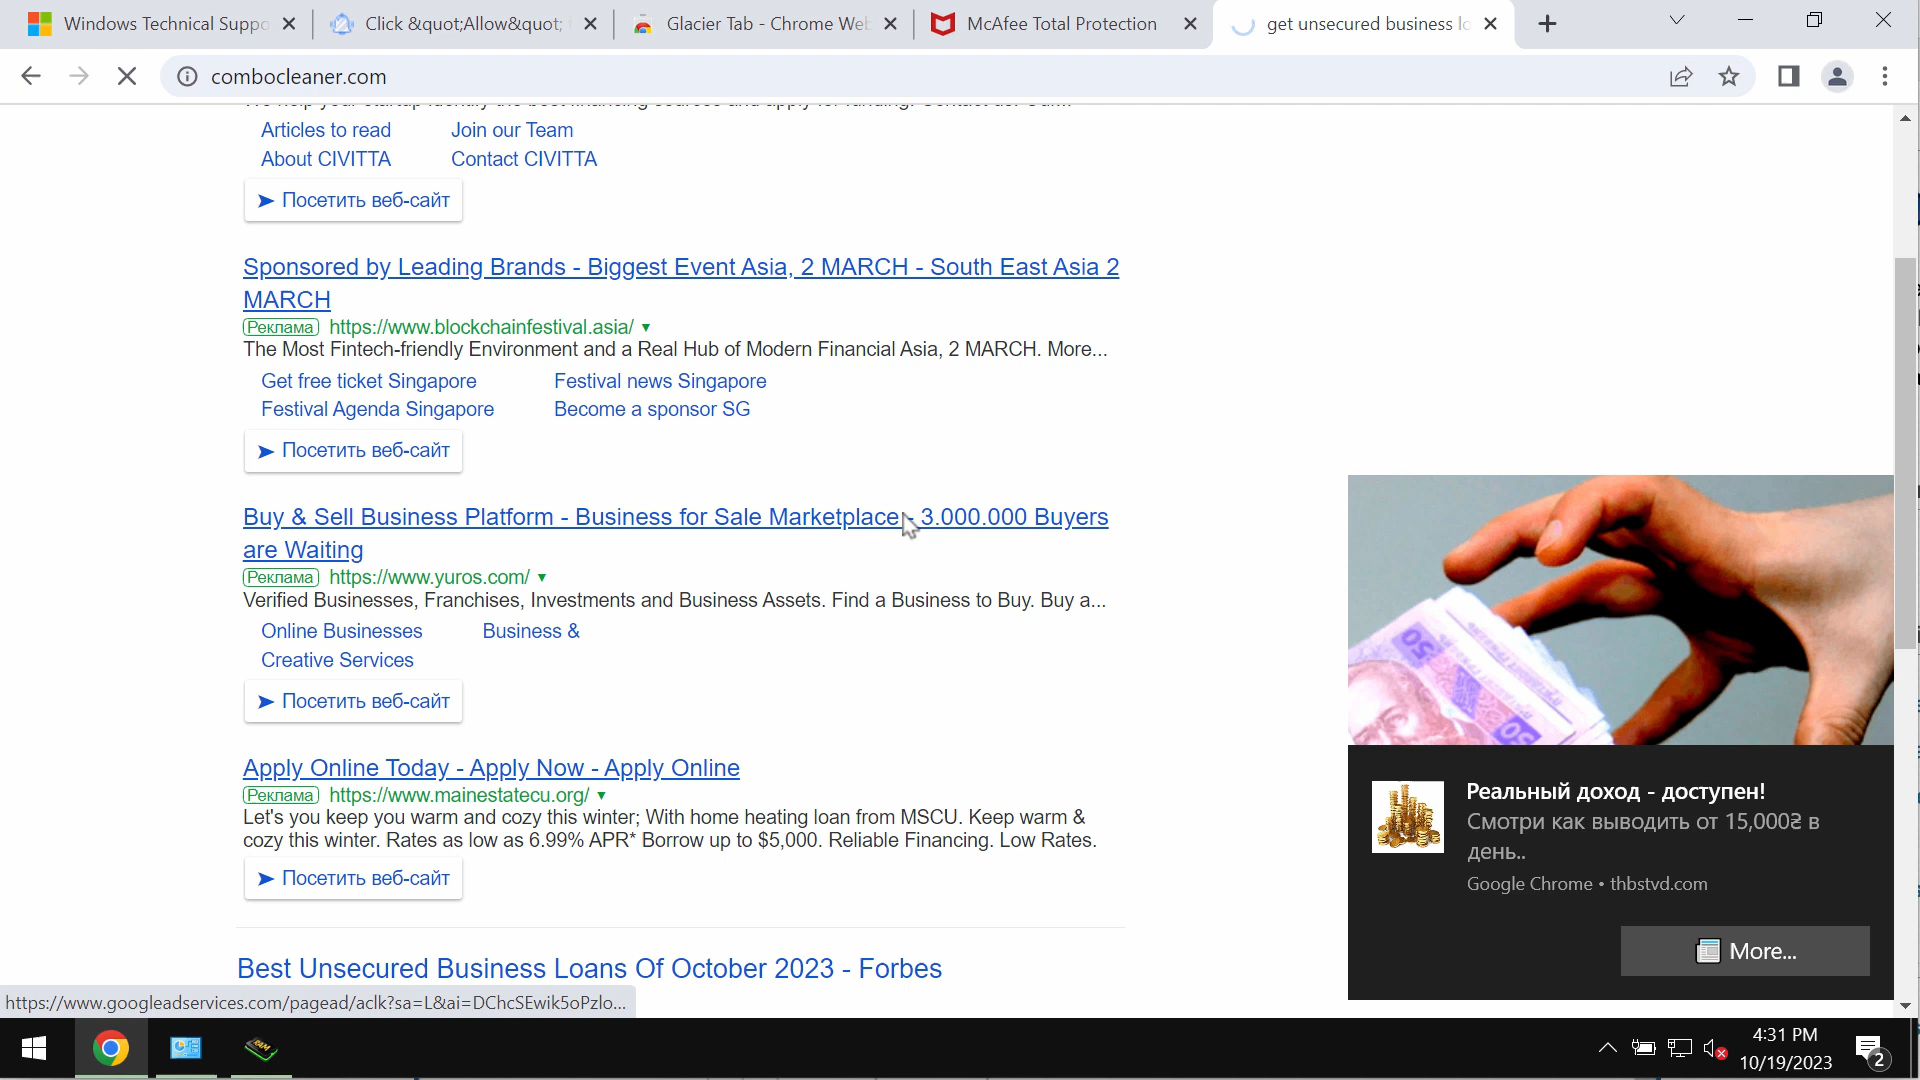 Windows Technical Suppo
Click &quot;Allow&quot;
Glacier Tab - Chrome Web
McAfee Total Protection
get unsecured business lo
combocleaner.com
Articles to read
Join our Team
About CIVITTA
Contact CIVITTA
➤ Посетить веб-сайт
Sponsored by Leading Brands - Biggest Event Asia, 2 MARCH - South East Asia 2
MARCH
Реклама https://www.blockchainfestival.asia/ ▼
The Most Fintech-friendly Environment and a Real Hub of Modern Financial Asia, 2 MARCH. More...
Get free ticket Singapore
Festival news Singapore
Festival Agenda Singapore
Become a sponsor SG
➤ Посетить веб-сайт
Buy & Sell Business Platform - Business for Sale Marketplace - 3.000.000 Buyers
are Waiting
Реклама https://www.yuros.com/ ▼
Verified Businesses, Franchises, Investments and Business Assets. Find a Business to Buy. Buy a...
Online Businesses
Business &
Creative Services
➤ Посетить веб-сайт
Apply Online Today - Apply Now - Apply Online
Реклама https://www.mainestatecu.org/ ▼
Let's you keep you warm and cozy this winter; With home heating loan from MSCU. Keep warm &
cozy this winter. Rates as low as 6.99% APR* Borrow up to $5,000. Reliable Financing. Low Rates.
➤ Посетить веб-сайт
Best Unsecured Business Loans Of October 2023 - Forbes
50
50
Реальный доход - доступен!
Смотри как выводить от 15,000₴ в
день..
Google Chrome • thbstvd.com
More...
https://www.googleadservices.com/pagead/aclk?sa=L&ai=DChcSEwik5oPzlo...
4:31 PM
10/19/2023
2